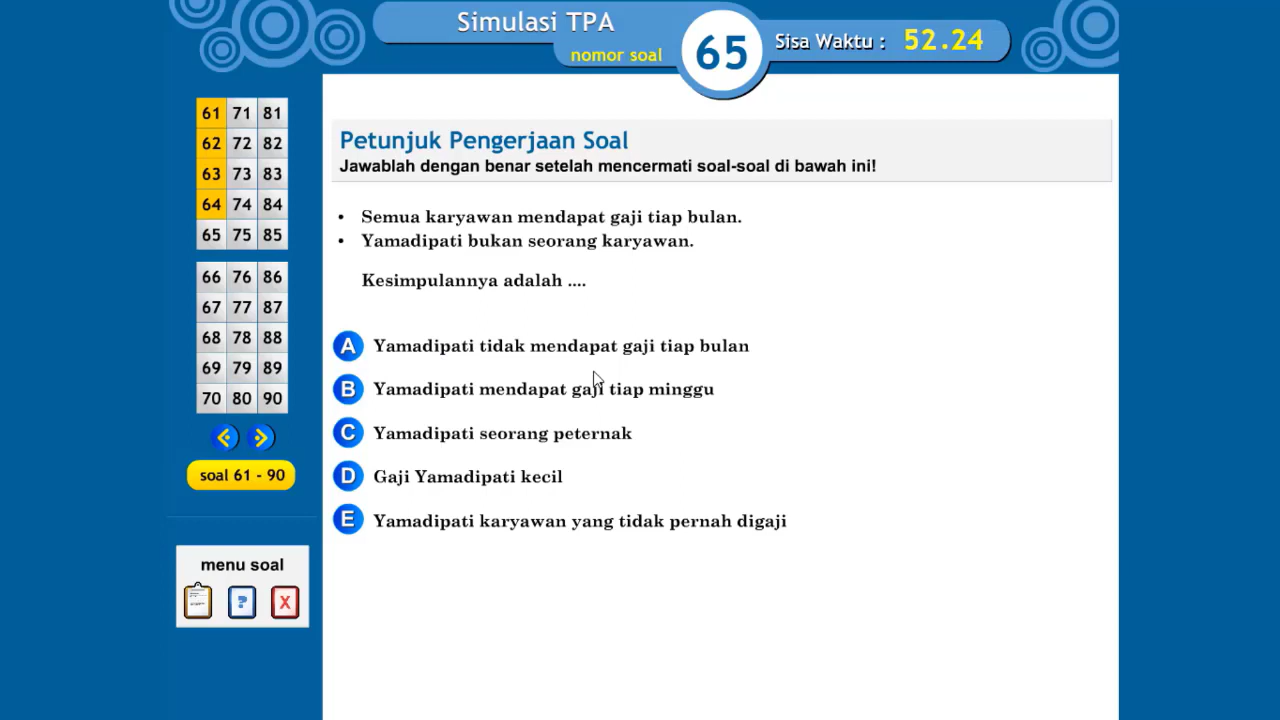 Simulasi TPA
nomor soal
65
Sisa Waktu : 52.24
61 71 81
62 72 82
63 73 83
64 74 84
65 75 85
66 76 86
67 77 87
68 78 88
69 79 89
70 80 90
soal 61 - 90
menu soal
?
X
Petunjuk Pengerjaan Soal
Jawablah dengan benar setelah mencermati soal-soal di bawah ini!
• Semua karyawan mendapat gaji tiap bulan.
• Yamadipati bukan seorang karyawan.
Kesimpulannya adalah ....
A Yamadipati tidak mendapat gaji tiap bulan
B Yamadipati mendapat gaji tiap minggu
C Yamadipati seorang peternak
D Gaji Yamadipati kecil
E Yamadipati karyawan yang tidak pernah digaji